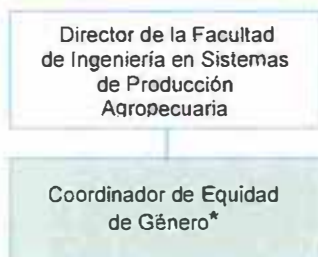 Director de la Facultad
de Ingeniería en Sistemas
de Producción
Agropecuaria
Coordinador de Equidad
de Género*